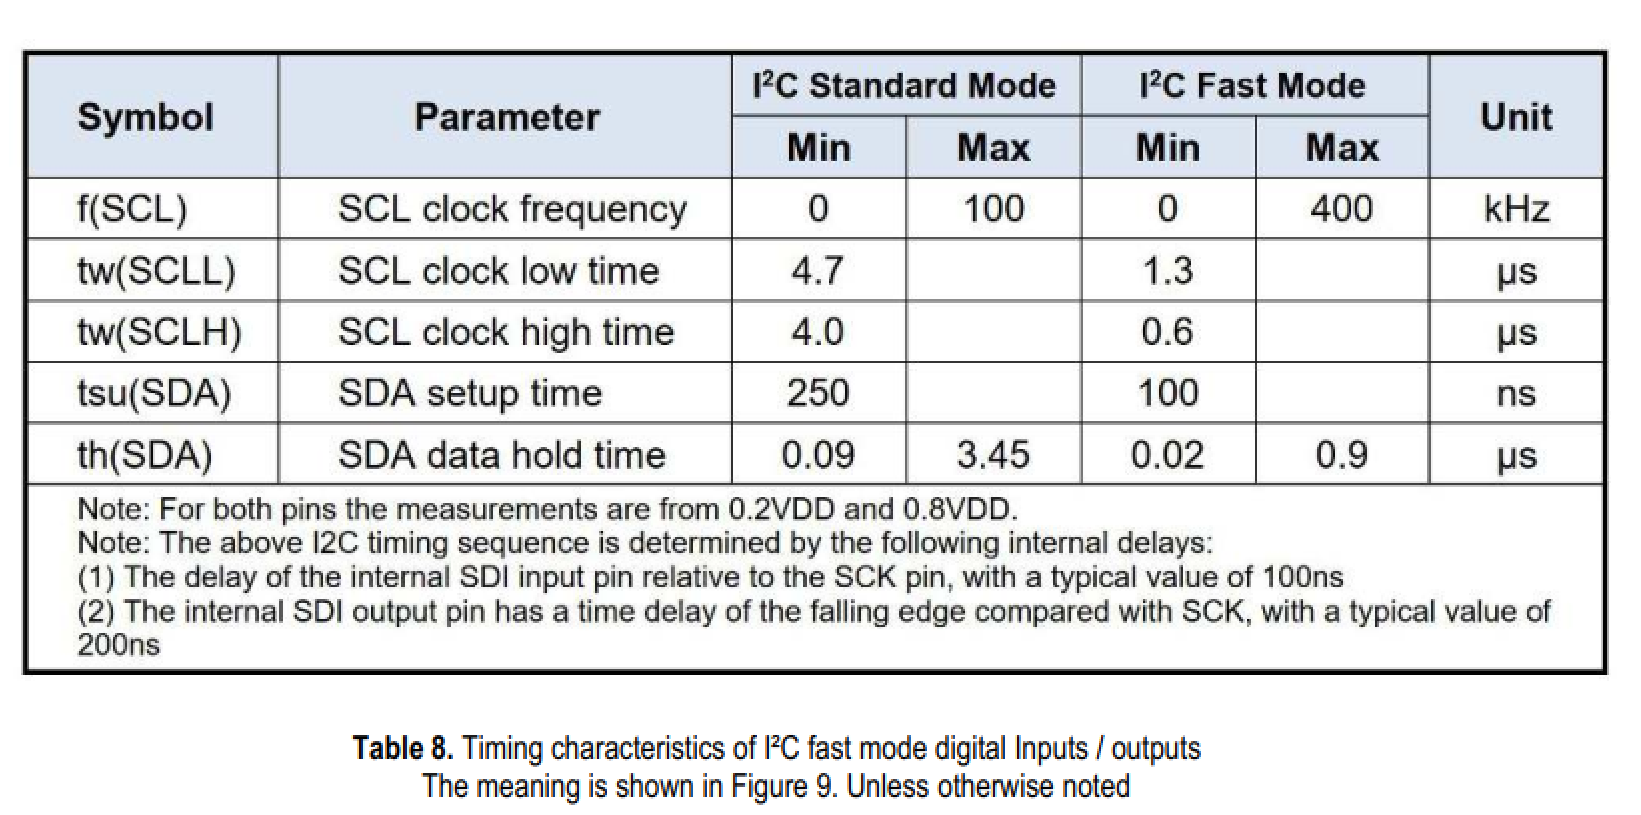 Symbol Parameter I²C Standard Mode I²C Fast Mode Unit
Min Max Min Max
f(SCL) SCL clock frequency 0 100 0 400 kHz
tw(SCLL) SCL clock low time 4.7 1.3 µs
tw(SCLH) SCL clock high time 4.0 0.6 µs
tsu(SDA) SDA setup time 250 100 ns
th(SDA) SDA data hold time 0.09 3.45 0.02 0.9 µs
Note: For both pins the measurements are from 0.2VDD and 0.8VDD.
Note: The above I2C timing sequence is determined by the following internal delays:
(1) The delay of the internal SDI input pin relative to the SCK pin, with a typical value of 100ns
(2) The internal SDI output pin has a time delay of the falling edge compared with SCK, with a typical value of
200ns
Table 8. Timing characteristics of I²C fast mode digital Inputs / outputs
The meaning is shown in Figure 9. Unless otherwise noted